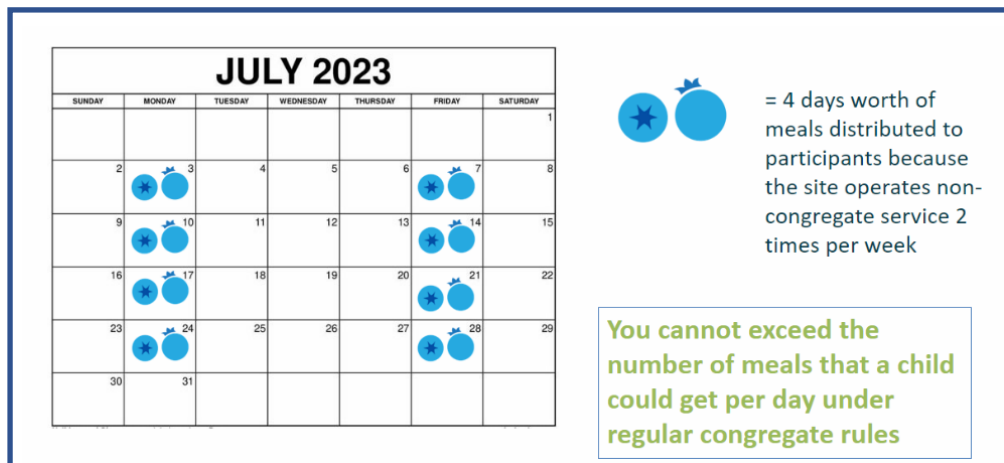 JULY 2023
SUNDAY MONDAY TUESDAY WEDNESDAY THURSDAY FRIDAY SATURDAY
1
2 3 4 5 6 7 8
9 10 11 12 13 14 15
16 17 18 19 20 21 22
23 24 25 26 27 28 29
30 31
= 4 days worth of
meals distributed to
participants because
the site operates non-
congregate service 2
times per week
You cannot exceed the
number of meals that a child
could get per day under
regular congregate rules